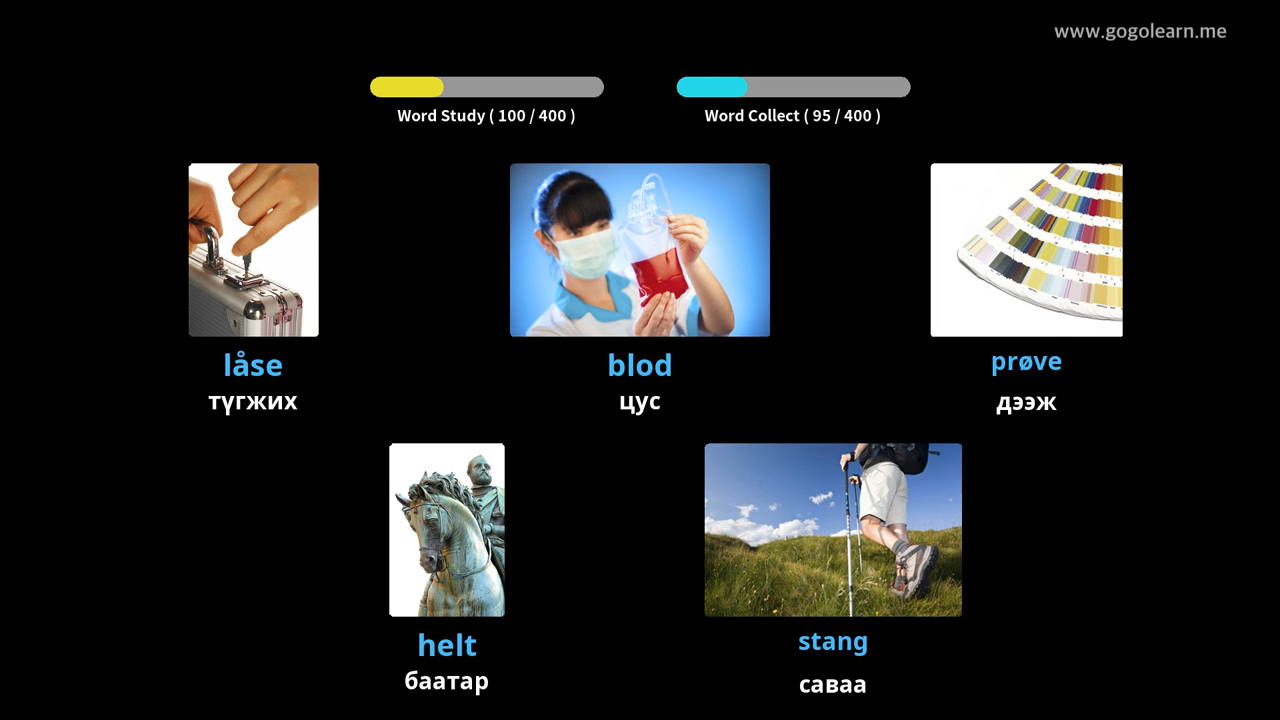 www.gogolearn.me
Word Study ( 100 / 400 )
Word Collect ( 95 / 400 )
låse
түгжих
blod
цус
prøve
дээж
helt
баатар
stang
саваа